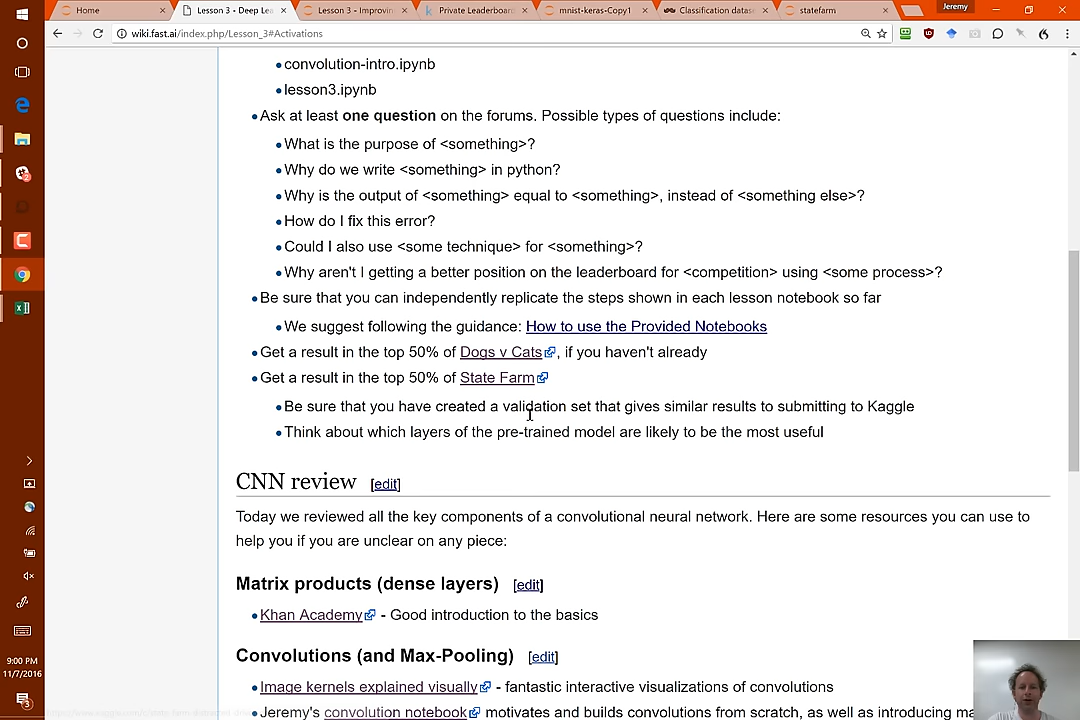 Home
Lesson 3 - Deep Lea
Lesson 3 - Improvin
Private Leaderboard
mnist-keras-Copy1
Classification datase
statefarm
Jeremy
wiki.fast.ai/index.php/Lesson_3#Activations
convolution-intro.ipynb
lesson3.ipynb
Ask at least one question on the forums. Possible types of questions include:
What is the purpose of <something>?
Why do we write <something> in python?
Why is the output of <something> equal to <something>, instead of <something else>?
How do I fix this error?
Could I also use <some technique> for <something>?
Why aren't I getting a better position on the leaderboard for <competition> using <some process>?
Be sure that you can independently replicate the steps shown in each lesson notebook so far
We suggest following the guidance: How to use the Provided Notebooks
Get a result in the top 50% of Dogs v Cats, if you haven't already
Get a result in the top 50% of State Farm
Be sure that you have created a validation set that gives similar results to submitting to Kaggle
Think about which layers of the pre-trained model are likely to be the most useful
CNN review [edit]
Today we reviewed all the key components of a convolutional neural network. Here are some resources you can use to
help you if you are unclear on any piece:
Matrix products (dense layers) [edit]
Khan Academy - Good introduction to the basics
Convolutions (and Max-Pooling) [edit]
Image kernels explained visually - fantastic interactive visualizations of convolutions
Jeremy's convolution notebook motivates and builds convolutions from scratch, as well as introducing ma
9:00 PM
11/7/2016